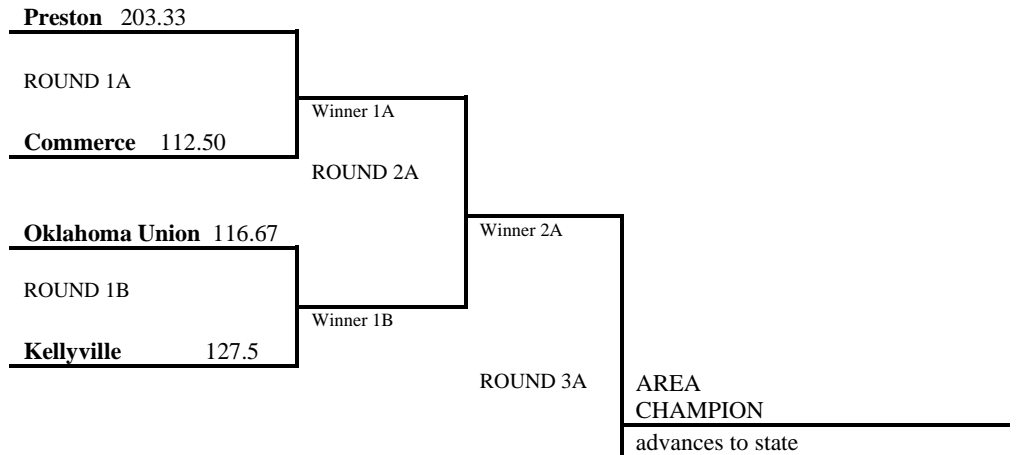 Preston 203.33
ROUND 1A
Winner 1A
Commerce 112.50
ROUND 2A
Oklahoma Union 116.67
Winner 2A
ROUND 1B
Winner 1B
Kellyville 127.5
ROUND 3A
AREA
CHAMPION
advances to state